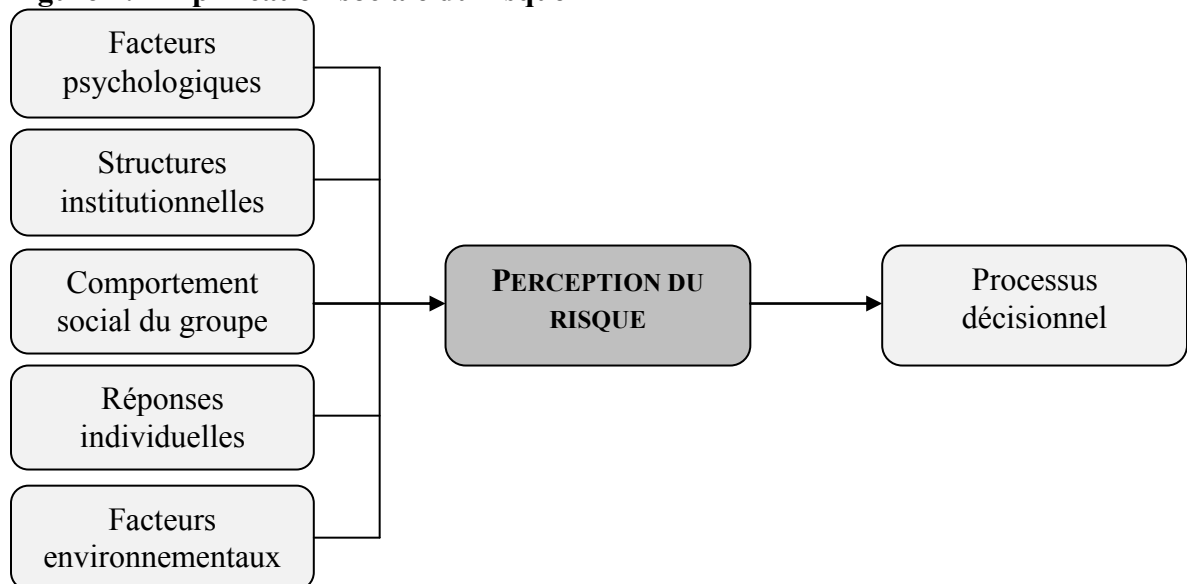 Facteurs
psychologiques
Structures
institutionnelles
Comportement
social du groupe
Réponses
individuelles
Facteurs
environnementaux
PERCEPTION DU
RISQUE
Processus
décisionnel